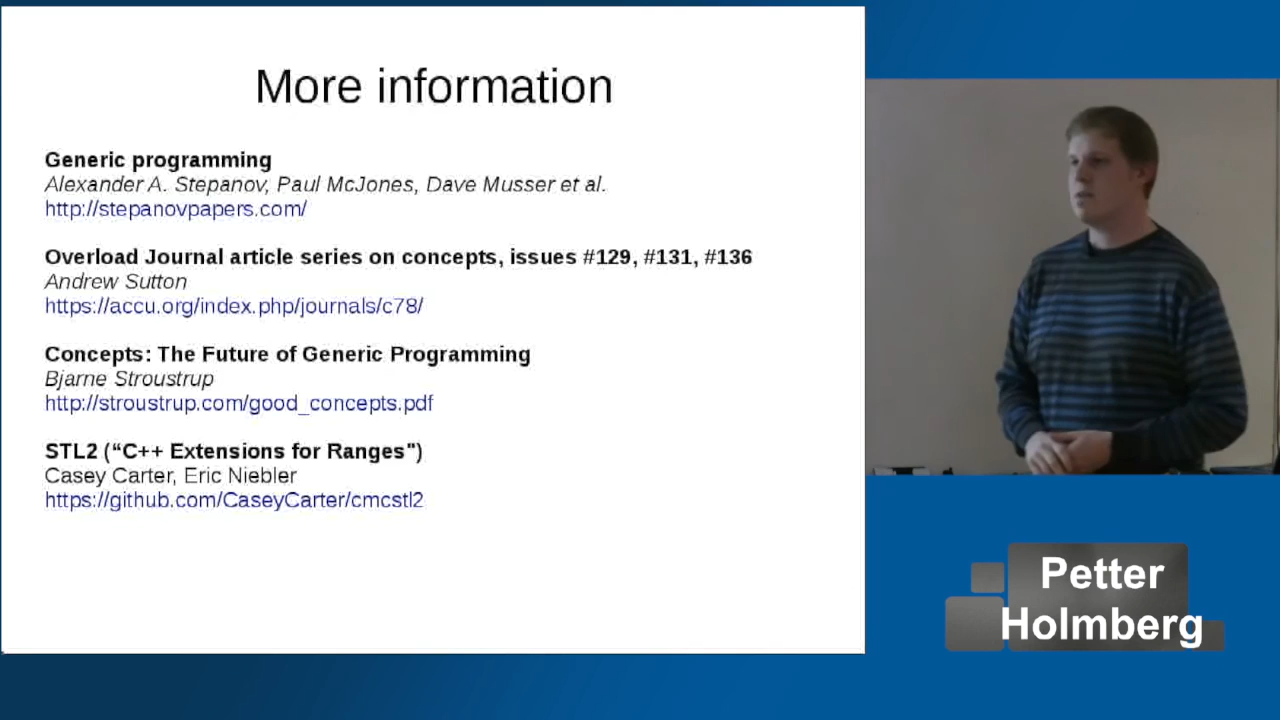 More information
Generic programming
Alexander A. Stepanov, Paul McJones, Dave Musser et al.
http://stepanovpapers.com/
Overload Journal article series on concepts, issues #129, #131, #136
Andrew Sutton
https://accu.org/index.php/journals/c78/
Concepts: The Future of Generic Programming
Bjarne Stroustrup
http://stroustrup.com/good_concepts.pdf
STL2 (“C++ Extensions for Ranges")
Casey Carter, Eric Niebler
https://github.com/CaseyCarter/cmcstl2
Petter
Holmberg